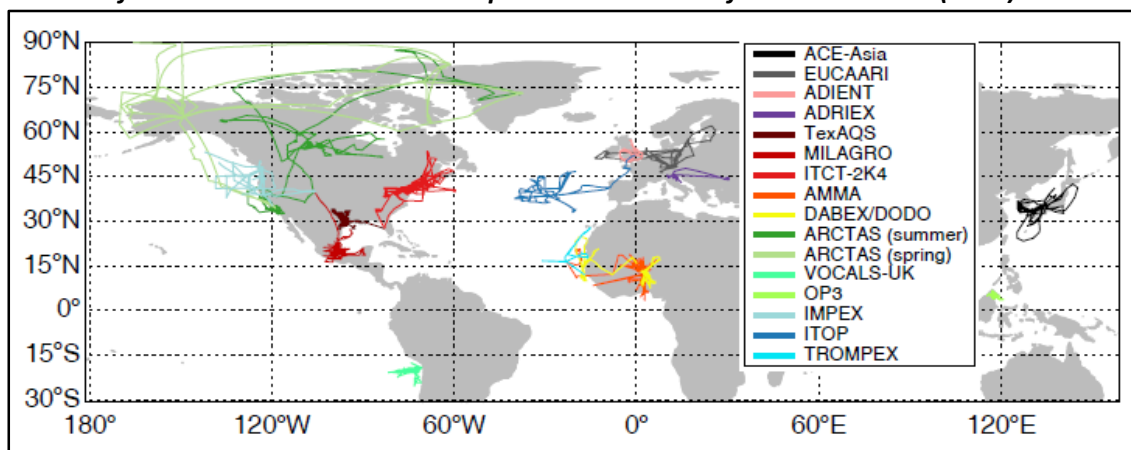 90°N
75°N
60°N
45°N
30°N
15°N
0°
15°S
30°S
180°
120°W
60°W
0°
60°E
120°E
ACE-Asia
EUCAARI
ADIENT
ADRIEX
TexAQS
MILAGRO
ITCT-2K4
AMMA
DABEX/DODO
ARCTAS (summer)
ARCTAS (spring)
VOCALS-UK
OP3
IMPEX
ITOP
TROMPEX